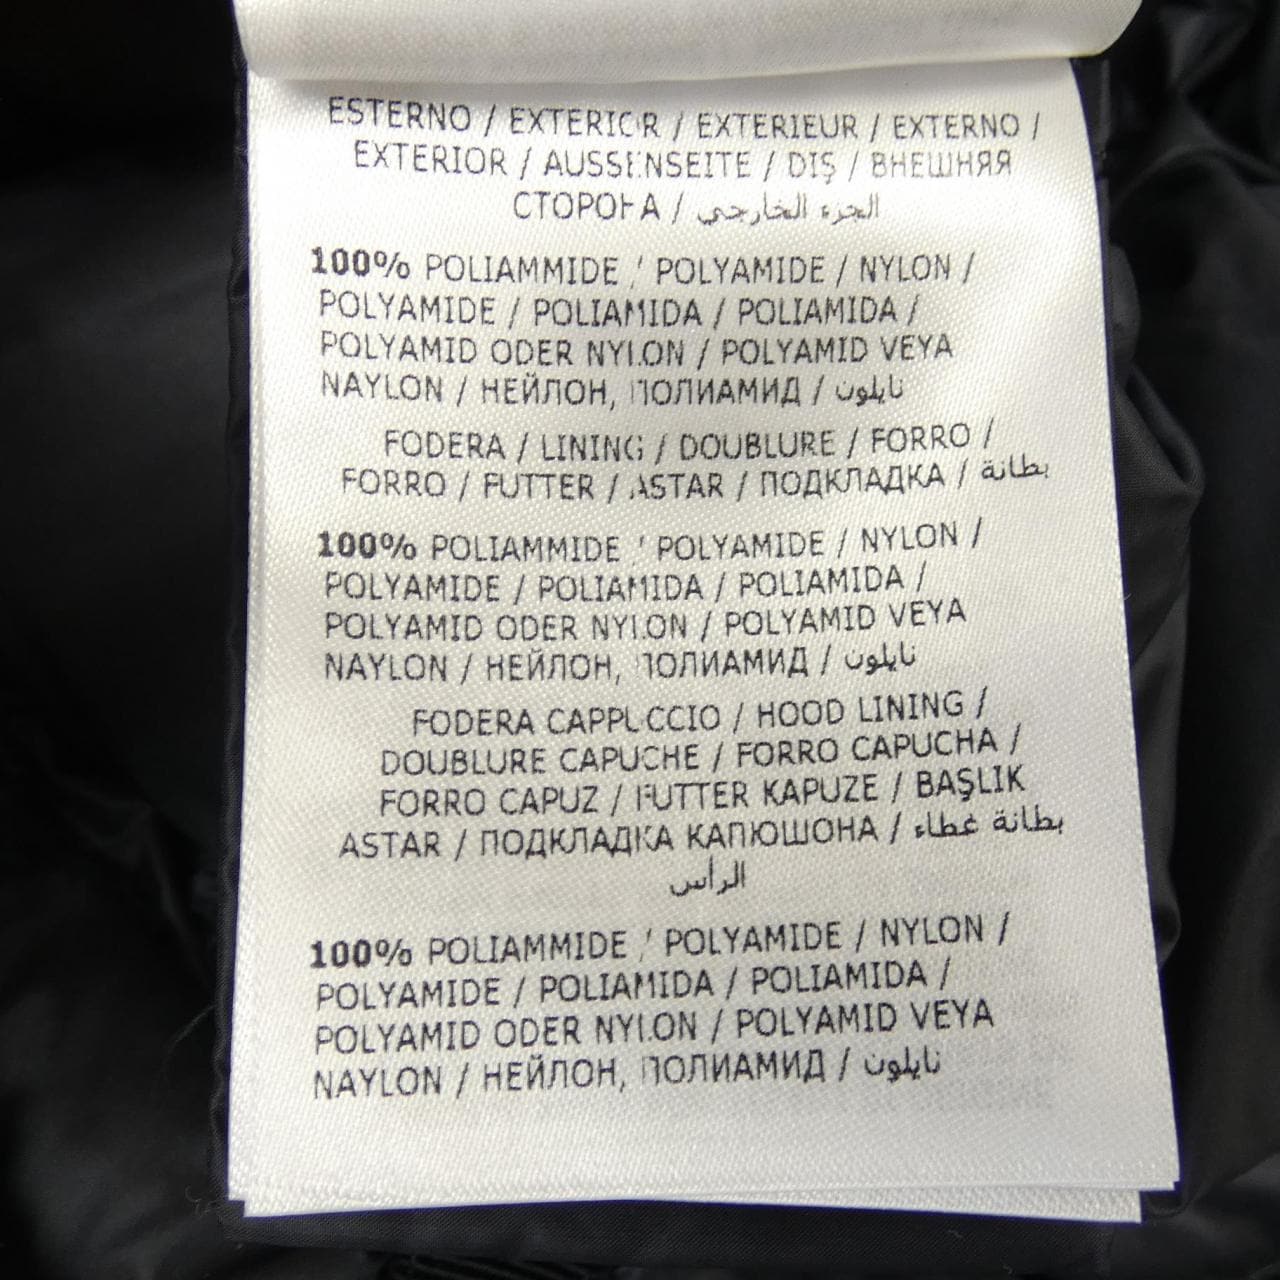 ESTERNO / EXTERIOR / EXTERIEUR / EXTERNO /
EXTERIOR / AUSSENSEITE / DIŞ / ВНЕШНЯЯ
СТОРОНА / الجزء الخارجي
100% POLIAMMIDE / POLYAMIDE / NYLON /
POLYAMIDE / POLIAMIDA / POLIAMIDA /
POLYAMID ODER NYLON / POLYAMID VEYA
NAYLON / НЕЙЛОН, ПОЛИАМИД / نايلون
FODERA / LINING / DOUBLURE / FORRO /
FORRO / FUTTER / ASTAR / ПОДКЛАДКА / بطانة
100% POLIAMMIDE / POLYAMIDE / NYLON /
POLYAMIDE / POLIAMIDA / POLIAMIDA /
POLYAMID ODER NYLON / POLYAMID VEYA
NAYLON / НЕЙЛОН, ПОЛИАМИД / نايلون
FODERA CAPPUCCIO / HOOD LINING /
DOUBLURE CAPUCHE / FORRO CAPUCHA /
FORRO CAPUZ / FUTTER KAPUZE / BAŞLIK
ASTAR / ПОДКЛАДКА КАПЮШОНА / بطانة غطاء
الرأس
100% POLIAMMIDE / POLYAMIDE / NYLON /
POLYAMIDE / POLIAMIDA / POLIAMIDA /
POLYAMID ODER NYLON / POLYAMID VEYA
NAYLON / НЕЙЛОН, ПОЛИАМИД / نايلون